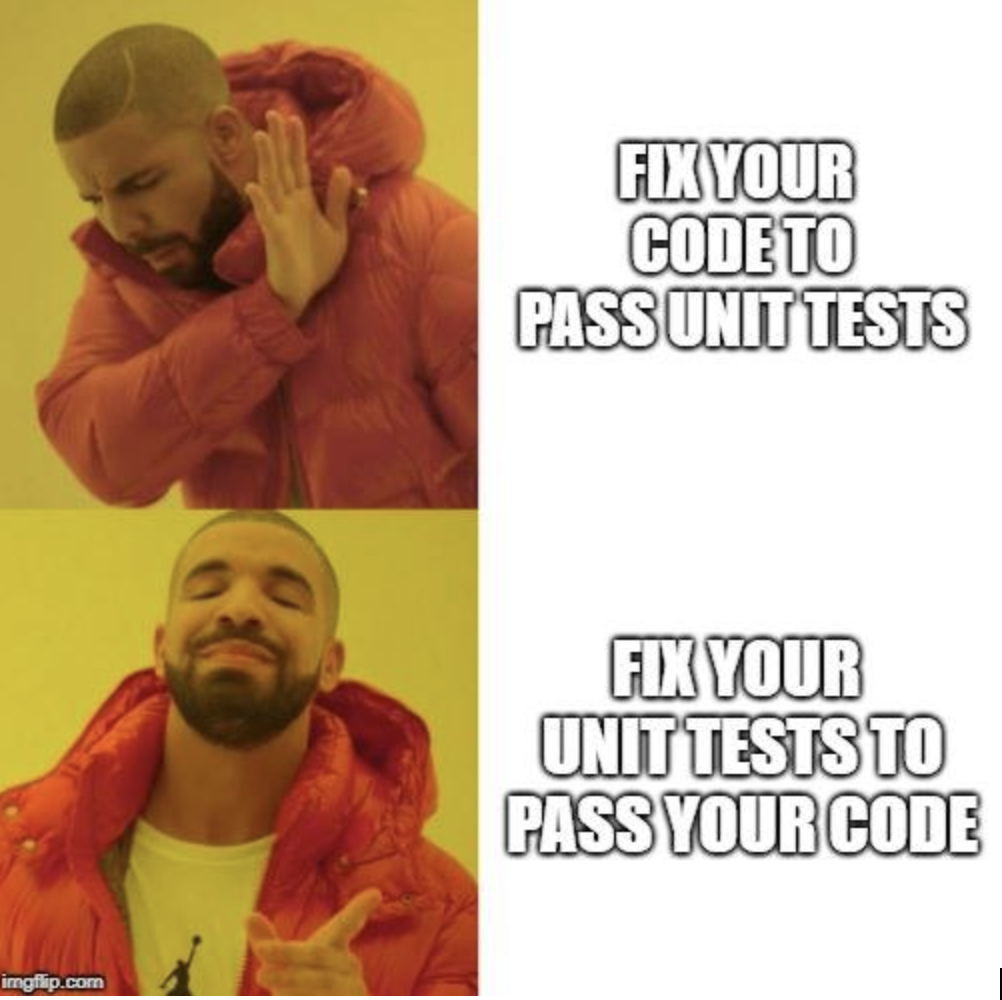 FIX YOUR
CODE TO
PASS UNIT TESTS
FIX YOUR
UNIT TESTS TO
PASS YOUR CODE
imgflip.com